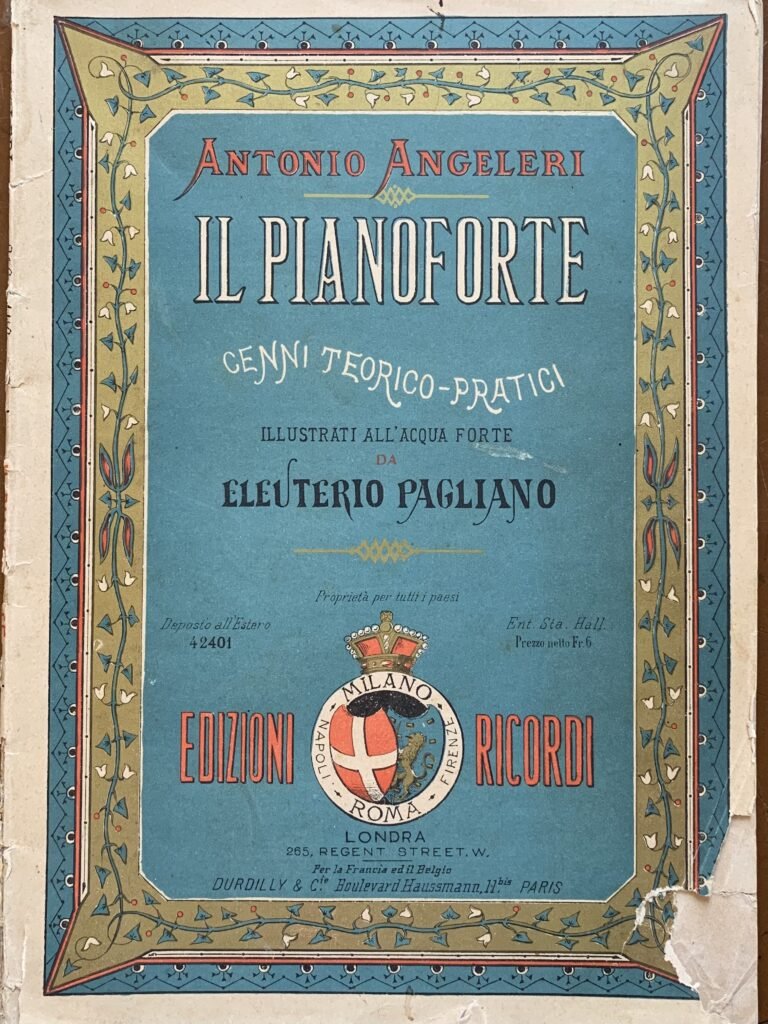 ANTONIO ANGELERI
IL PIANOFORTE
CENNI TEORICO-PRATICI
ILLUSTRATI ALL'ACQUA FORTE
DA
ELEUTERIO PAGLIANO
Proprietà per tutti i paesi
Deposto all'Estero
42401
Ent. Sta. Hall.
Prezzo netto Fr. 6
EDIZIONI
MILANO
NAPOLI
FIRENZE
ROMA
RICORDI
LONDRA
265, REGENT STREET, W.
Per la Francia ed il Belgio
DURDILLY & Cie Boulevard Haussmann, 11bis PARIS